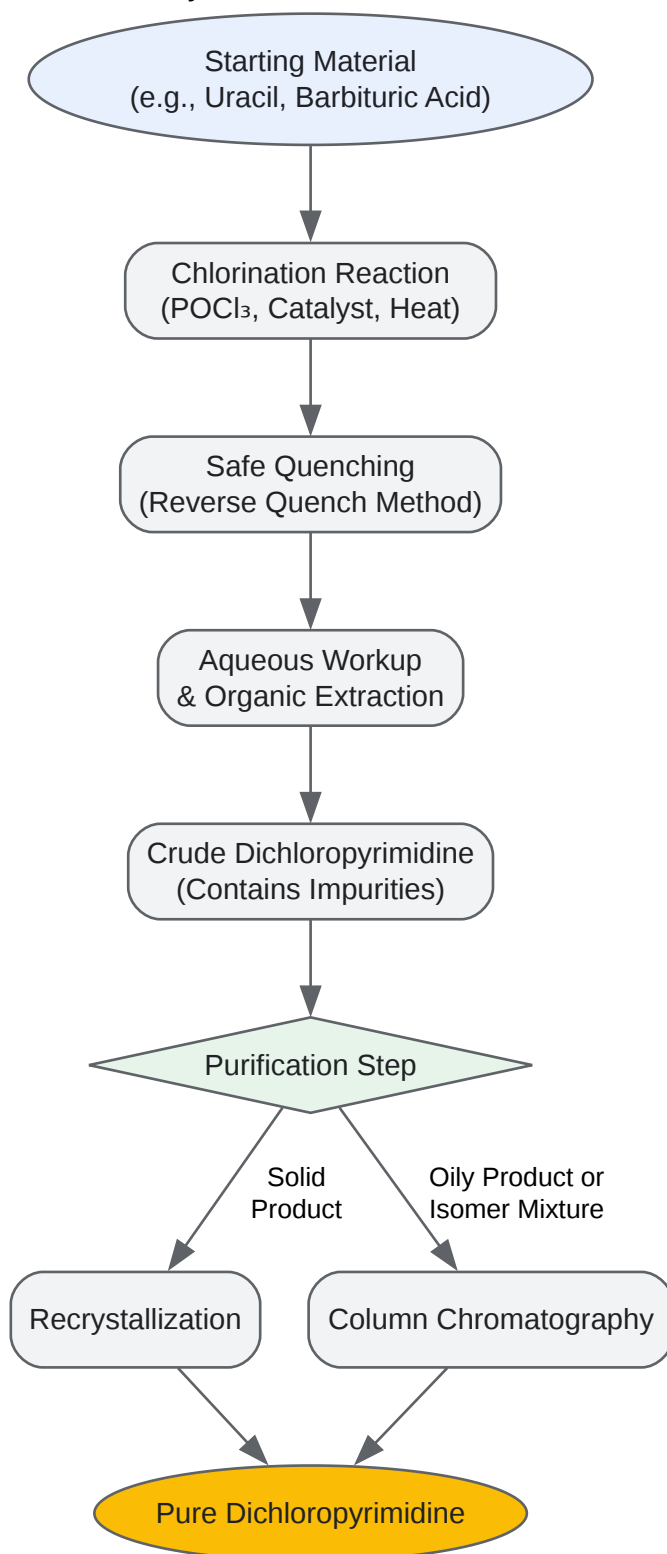 Starting Material
(e.g., Uracil, Barbituric Acid)
Chlorination Reaction
(POCl₃, Catalyst, Heat)
Safe Quenching
(Reverse Quench Method)
Aqueous Workup
& Organic Extraction
Crude Dichloropyrimidine
(Contains Impurities)
Purification Step
Solid
Product
Oily Product or
Isomer Mixture
Recrystallization
Column Chromatography
Pure Dichloropyrimidine